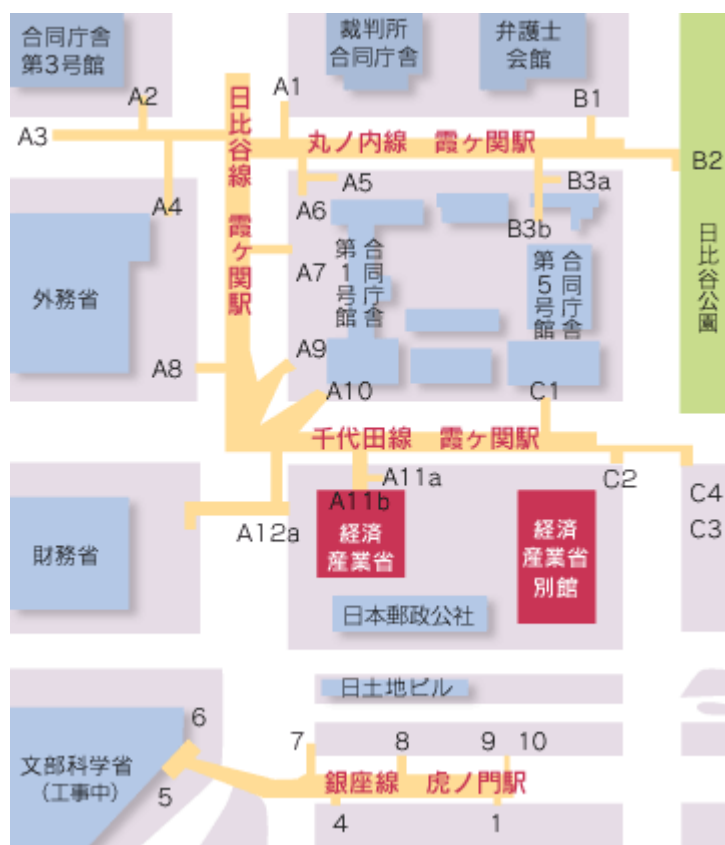 合同庁舎
第3号館
裁判所
合同庁舎
弁護士
会館
A2
A1
B1
A3
日比谷線　霞ヶ関駅
丸ノ内線　霞ヶ関駅
B2
A5
B3a
A4
A6
B3b
日比谷公園
外務省
A7
合同庁舎
第1号館
合同庁舎
第5号館
A9
A8
A10
C1
千代田線　霞ヶ関駅
A11a
C2
A11b
C4
A12a
C3
財務省
経済
産業省
経済
産業省
別館
日本郵政公社
日土地ビル
6
7
8
9
10
文部科学省
(工事中)
5
銀座線　虎ノ門駅
4
1